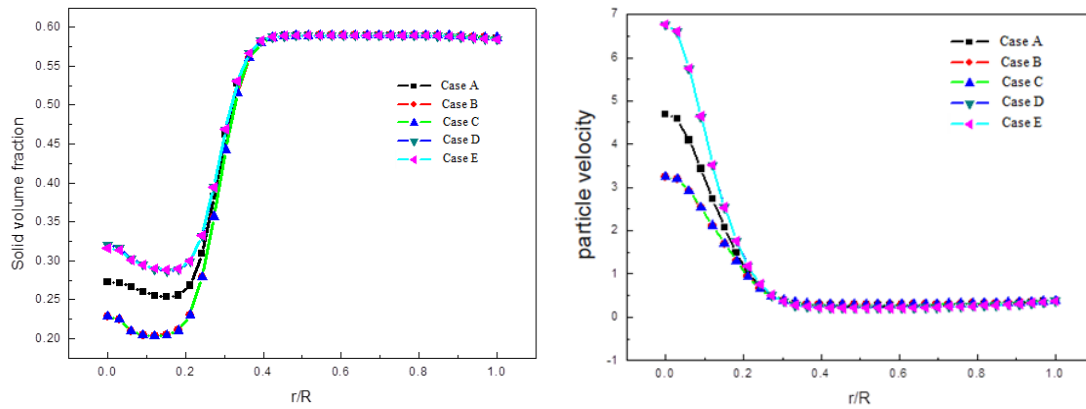 Solid volume fraction
0.60
0.55
0.50
0.45
0.40
0.35
0.30
0.25
0.20
Case A
Case B
Case C
Case D
Case E
0.0 0.2 0.4 0.6 0.8 1.0
r/R
particle velocity
7
6
5
4
3
2
1
0
-1
Case A
Case B
Case C
Case D
Case E
0.0 0.2 0.4 0.6 0.8 1.0
r/R